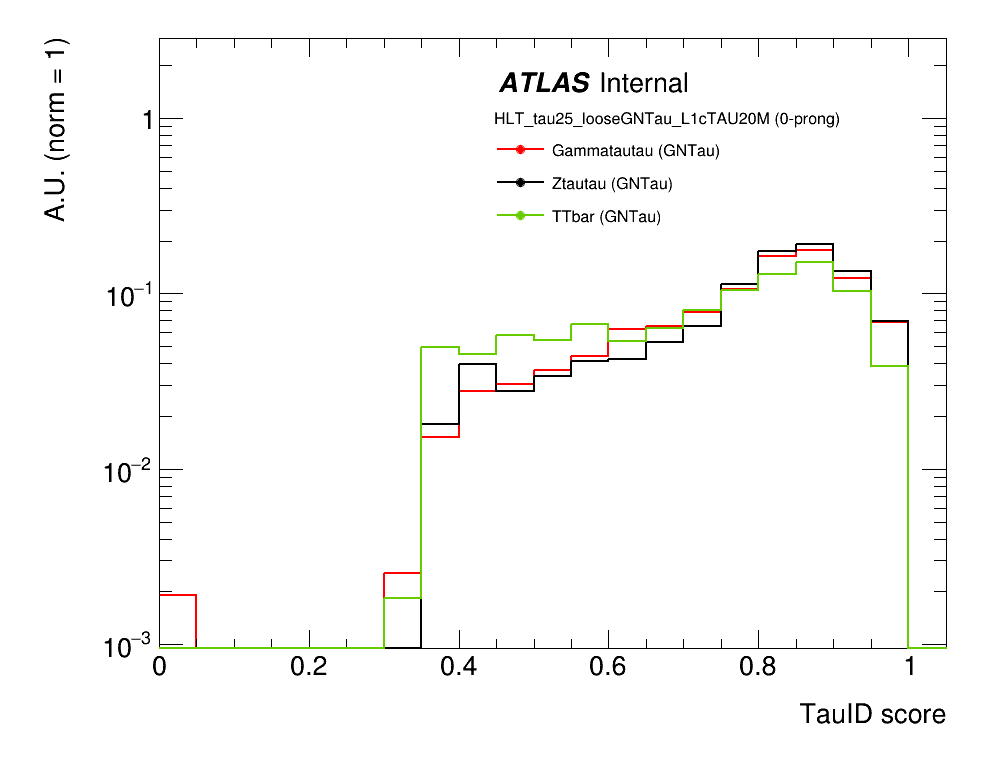 A.U. (norm = 1)
ATLAS Internal
HLT_tau25_looseGNTau_L1cTAU20M (0-prong)
Gammatautau (GNTau)
Ztautau (GNTau)
TTbar (GNTau)
1
10⁻¹
10⁻²
10⁻³
0 0.2 0.4 0.6 0.8 1
TauID score